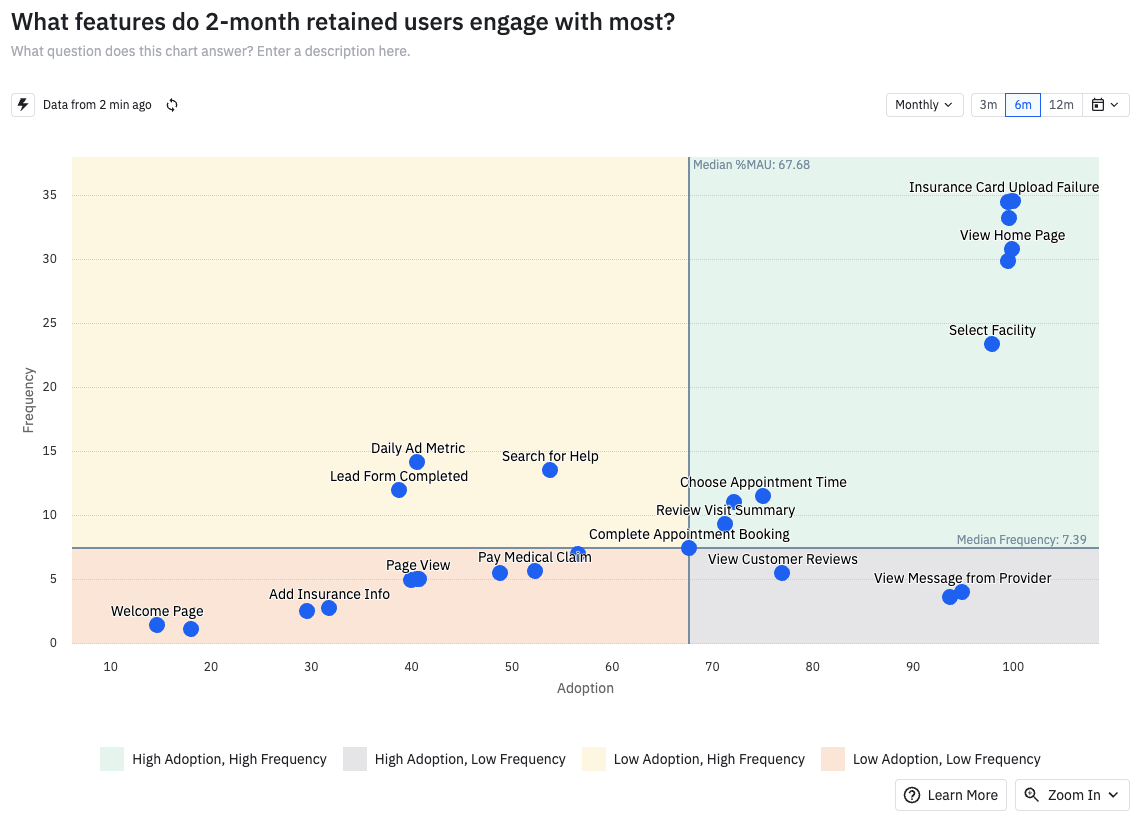 What features do 2-month retained users engage with most?
What question does this chart answer? Enter a description here.
Data from 2 min ago
Monthly
3m
6m
12m
Median %MAU: 67.68
Insurance Card Upload Failure
View Home Page
Select Facility
Daily Ad Metric
Search for Help
Lead Form Completed
Choose Appointment Time
Review Visit Summary
Complete Appointment Booking
Median Frequency: 7.39
Pay Medical Claim
View Customer Reviews
Page View
View Message from Provider
Add Insurance Info
Welcome Page
Frequency
35
30
25
20
15
10
5
0
10 20 30 40 50 60 70 80 90 100
Adoption
High Adoption, High Frequency
High Adoption, Low Frequency
Low Adoption, High Frequency
Low Adoption, Low Frequency
Learn More
Zoom In